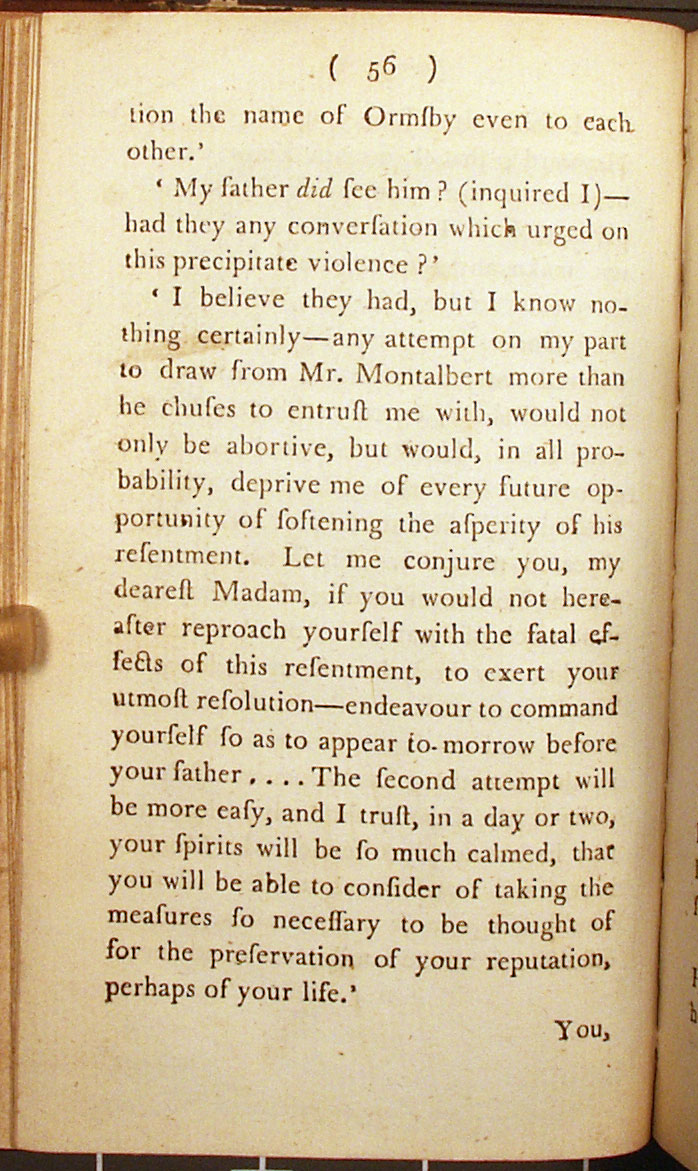 ( 56 )
tion the name of Ormſby even to each
other.’
‘ My father did ſee him ? (inquired I)—
had they any converſation which urged on
this precipitate violence ?’
‘ I believe they had, but I know no-
thing certainly—any attempt on my part
to draw from Mr. Montalbert more than
he chuſes to entruſt me with, would not
only be abortive, but would, in all pro-
bability, deprive me of every future op-
portunity of ſoftening the aſperity of his
reſentment. Let me conjure you, my
deareſt Madam, if you would not here-
after reproach yourſelf with the fatal ef-
fects of this reſentment, to exert your
utmoſt reſolution—endeavour to command
yourſelf ſo as to appear to-morrow before
your father . . . . The ſecond attempt will
be more eaſy, and I truſt, in a day or two,
your ſpirits will be ſo much calmed, that
you will be able to conſider of taking the
meaſures ſo neceſſary to be thought of
for the preſervation of your reputation,
perhaps of your life.’
You,